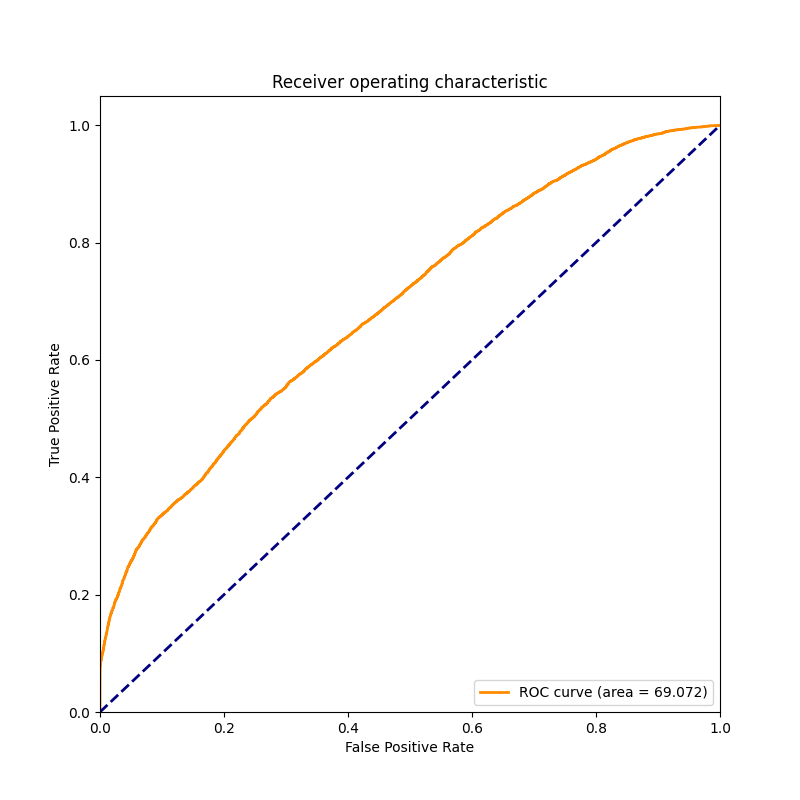 Receiver operating characteristic
True Positive Rate
1.0
0.8
0.6
0.4
0.2
0.0
ROC curve (area = 69.072)
0.0 0.2 0.4 0.6 0.8 1.0
False Positive Rate